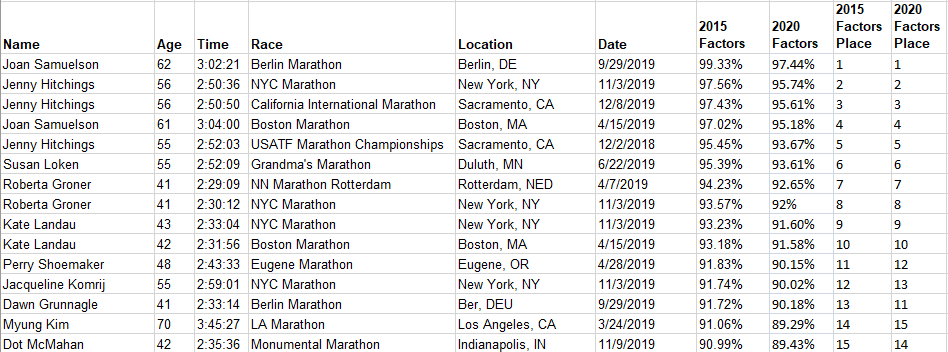 Name Age Time Race Location Date 2015 Factors 2020 Factors 2015 Factors Place 2020 Factors Place
Joan Samuelson 62 3:02:21 Berlin Marathon Berlin, DE 9/29/2019 99.33% 97.44% 1 1
Jenny Hitchings 56 2:50:36 NYC Marathon New York, NY 11/3/2019 97.56% 95.74% 2 2
Jenny Hitchings 56 2:50:50 California International Marathon Sacramento, CA 12/8/2019 97.43% 95.61% 3 3
Joan Samuelson 61 3:04:00 Boston Marathon Boston, MA 4/15/2019 97.02% 95.18% 4 4
Jenny Hitchings 55 2:52:03 USATF Marathon Championships Sacramento, CA 12/2/2018 95.45% 93.67% 5 5
Susan Loken 55 2:52:09 Grandma's Marathon Duluth, MN 6/22/2019 95.39% 93.61% 6 6
Roberta Groner 41 2:29:09 NN Marathon Rotterdam Rotterdam, NED 4/7/2019 94.23% 92.65% 7 7
Roberta Groner 41 2:30:12 NYC Marathon New York, NY 11/3/2019 93.57% 92% 8 8
Kate Landau 43 2:33:04 NYC Marathon New York, NY 11/3/2019 93.23% 91.60% 9 9
Kate Landau 42 2:31:56 Boston Marathon Boston, MA 4/15/2019 93.18% 91.58% 10 10
Perry Shoemaker 48 2:43:33 Eugene Marathon Eugene, OR 4/28/2019 91.83% 90.15% 11 12
Jacqueline Komrij 55 2:59:01 NYC Marathon New York, NY 11/3/2019 91.74% 90.02% 12 13
Dawn Grunnagle 41 2:33:14 Berlin Marathon Ber, DEU 9/29/2019 91.72% 90.18% 13 11
Myung Kim 70 3:45:27 LA Marathon Los Angeles, CA 3/24/2019 91.06% 89.29% 14 15
Dot McMahan 42 2:35:36 Monumental Marathon Indianapolis, IN 11/9/2019 90.99% 89.43% 15 14